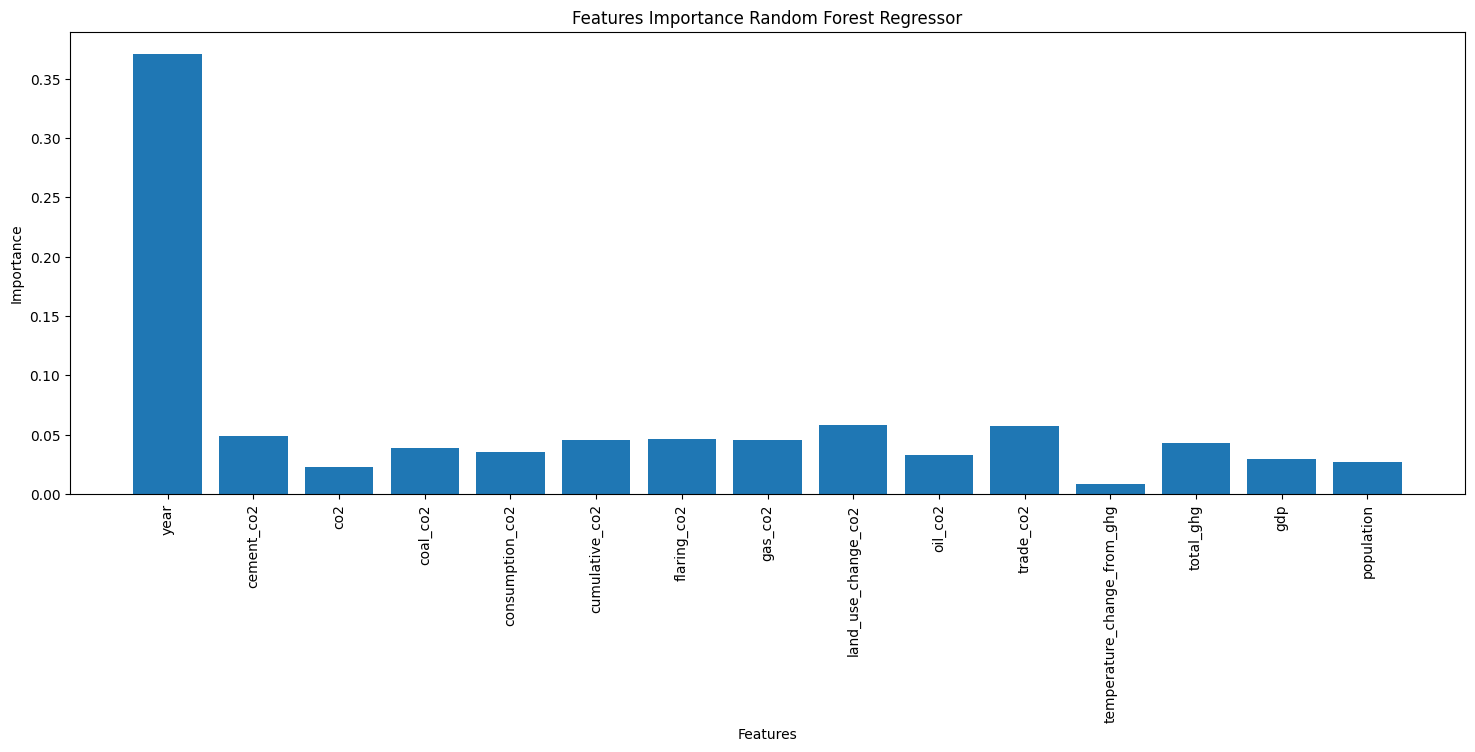 Features Importance Random Forest Regressor
Importance
0.35
0.30
0.25
0.20
0.15
0.10
0.05
0.00
year
cement_co2
co2
coal_co2
consumption_co2
cumulative_co2
flaring_co2
gas_co2
land_use_change_co2
oil_co2
trade_co2
temperature_change_from_ghg
total_ghg
gdp
population
Features